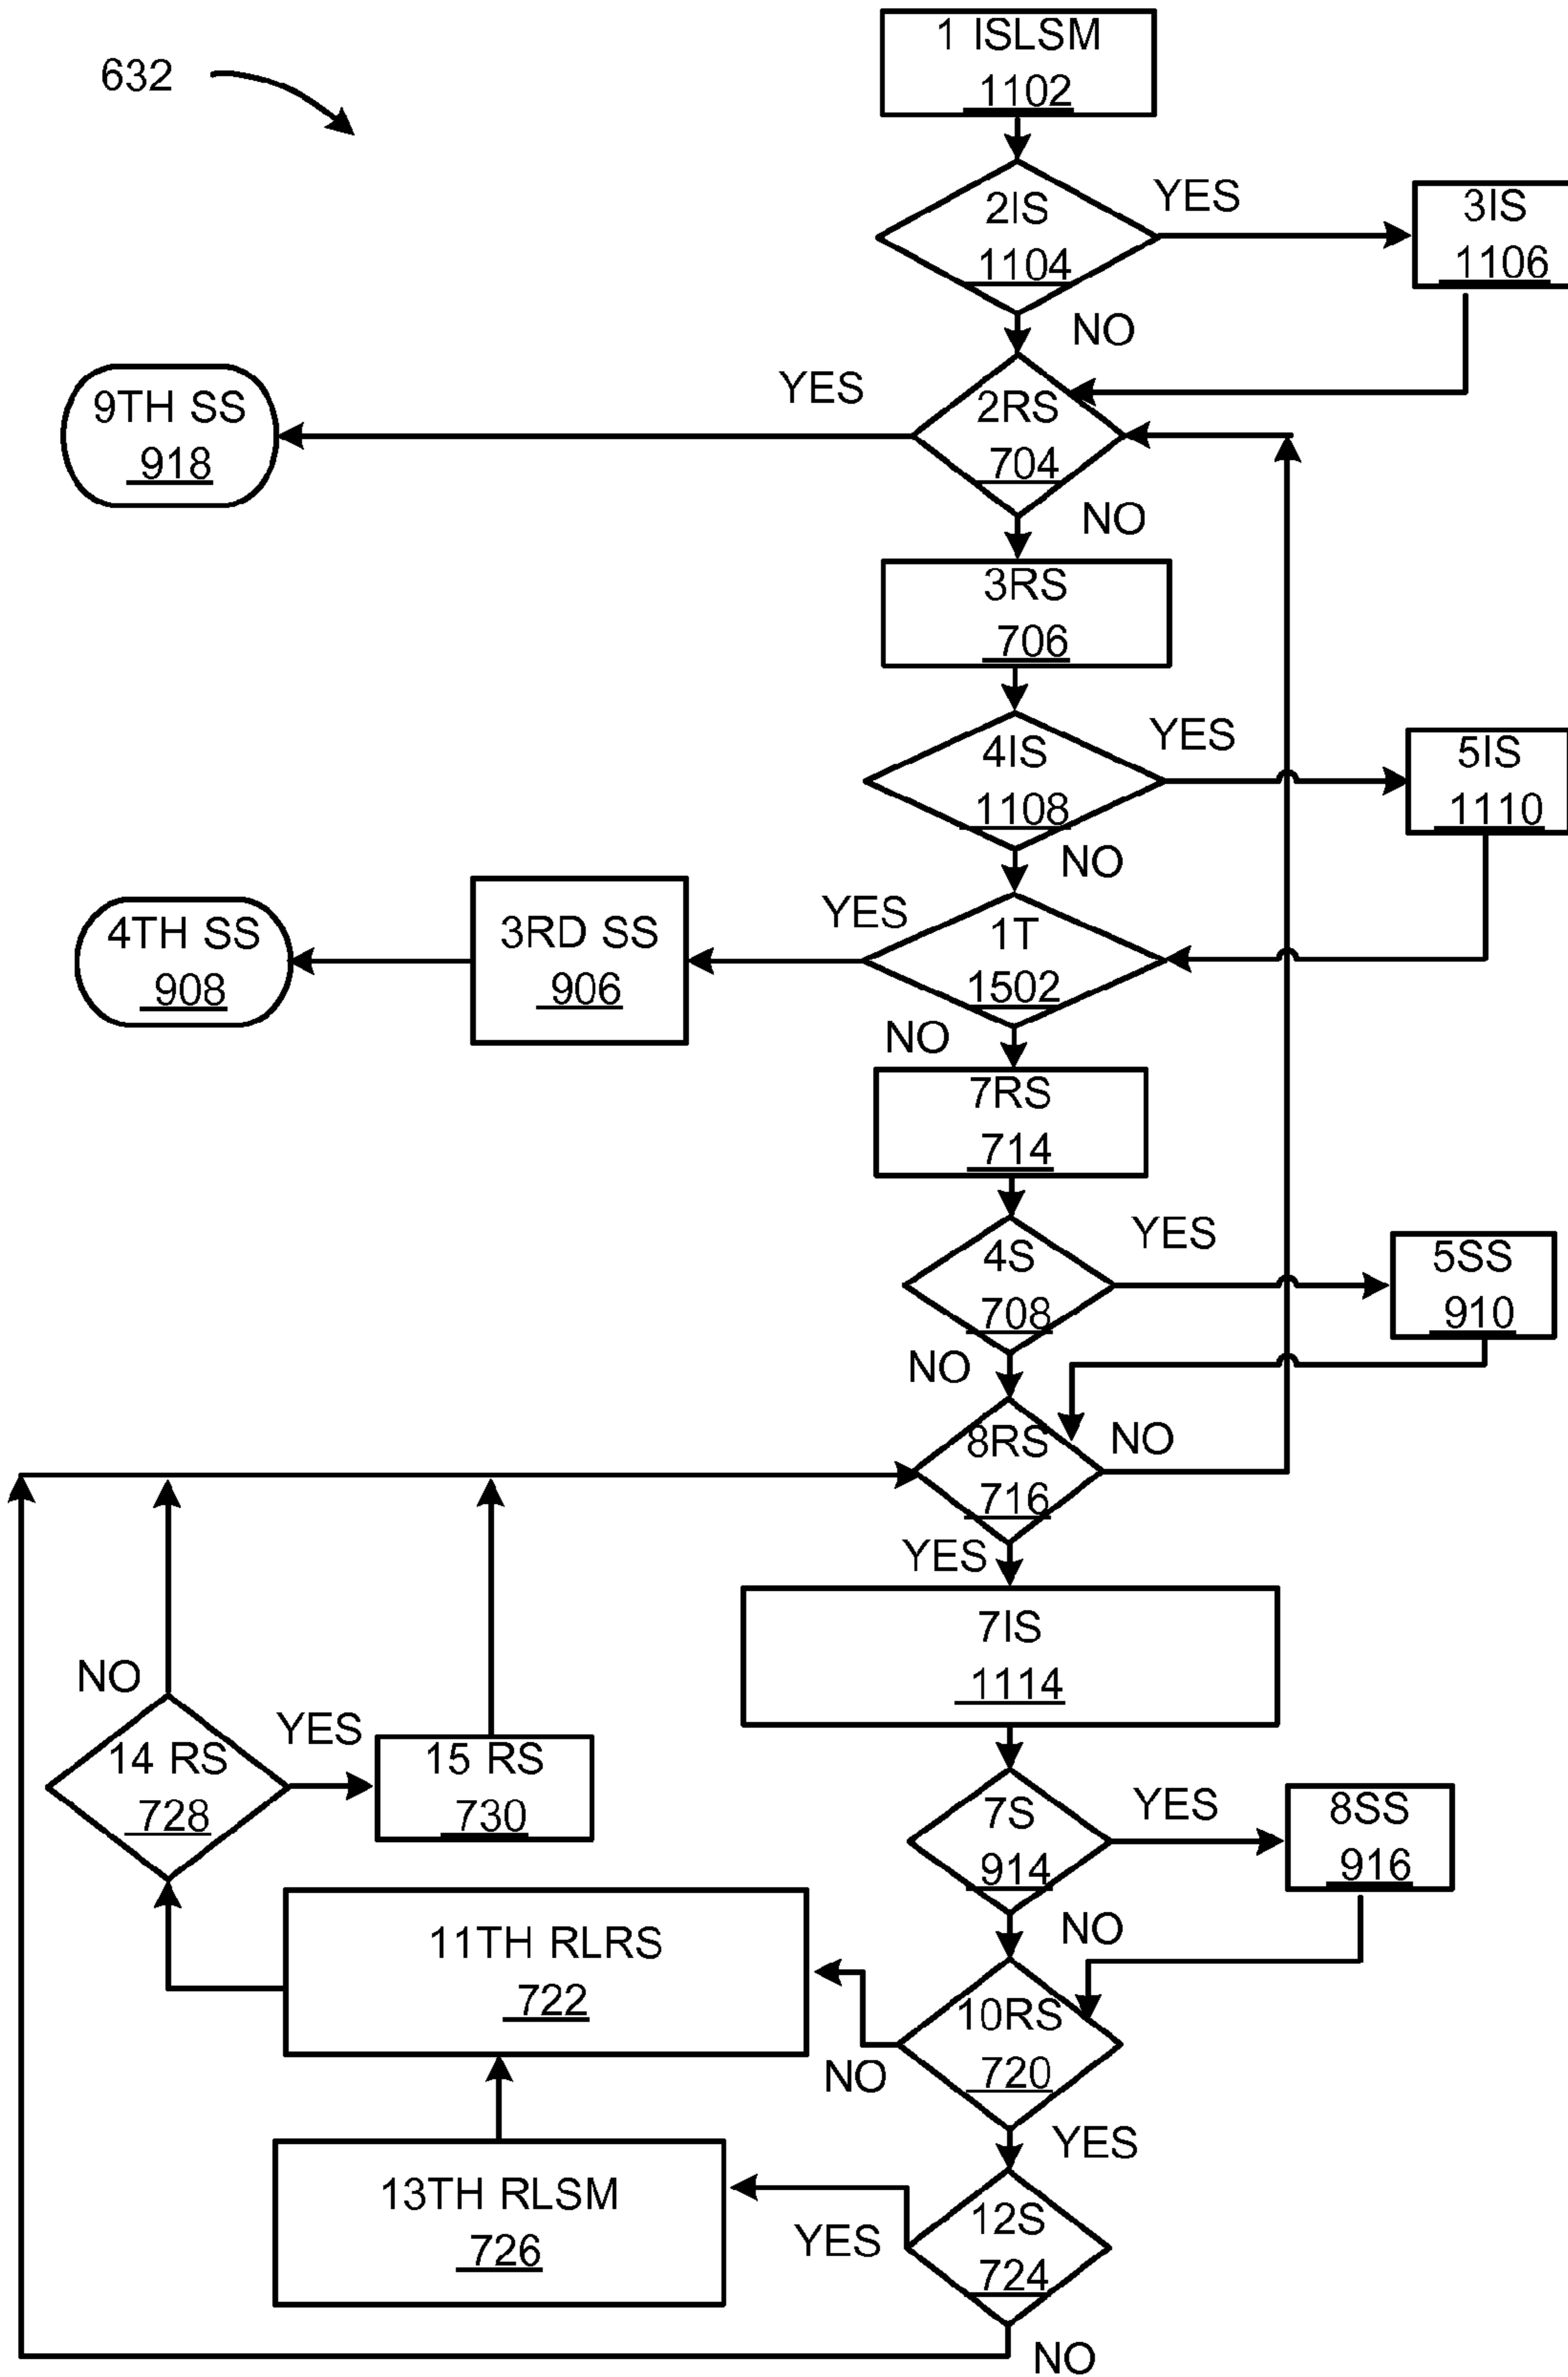 632
1 ISLSM
1102
2IS
1104
YES
3IS
1106
NO
YES
9TH SS
918
2RS
704
NO
3RS
706
4IS
1108
YES
5IS
1110
NO
YES
4TH SS
908
3RD SS
906
1T
1502
NO
7RS
714
4S
708
YES
5SS
910
NO
8RS
716
NO
YES
7IS
1114
NO
14 RS
728
YES
15 RS
730
7S
914
YES
8SS
916
NO
11TH RLRS
722
10RS
720
NO
YES
13TH RLSM
726
YES
12S
724
NO